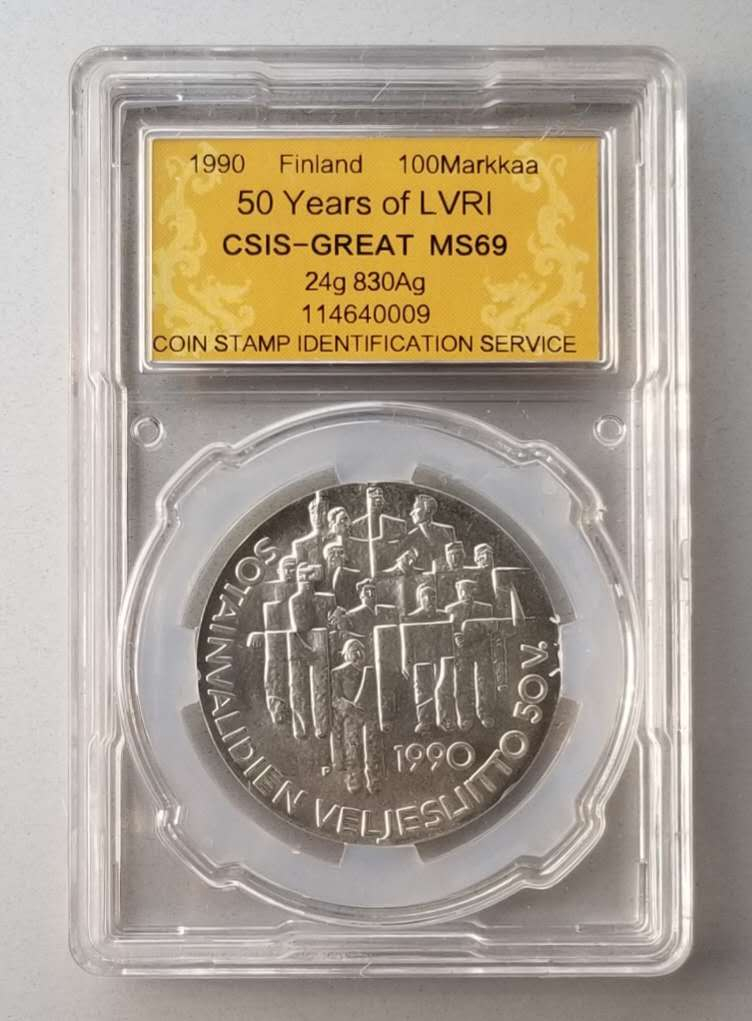 1990 Finland 100Markkaa
50 Years of LVRI
CSIS-GREAT MS69
24g 830Ag
114640009
COIN STAMP IDENTIFICATION SERVICE
SOTAINVALIDIEN VELJESLIITTO 50 V.
P 1990